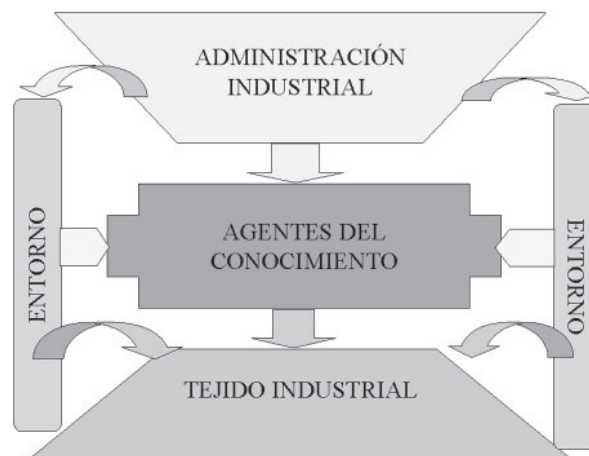 ADMINISTRACIÓN
INDUSTRIAL
ENTORNO
AGENTES DEL
CONOCIMIENTO
ENTORNO
TEJIDO INDUSTRIAL